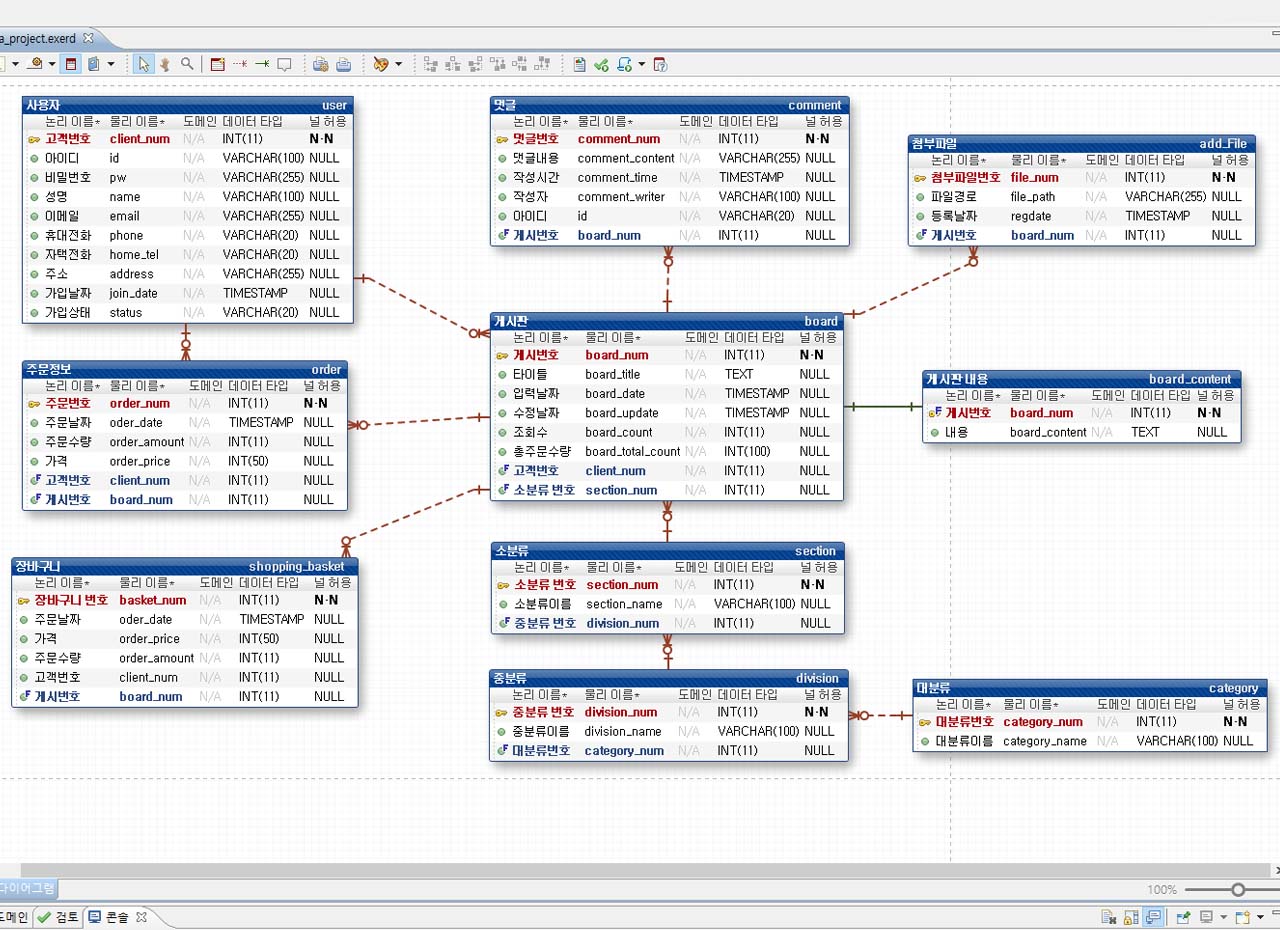 a_project.exerd
사용자 user
논리 이름* 물리 이름* 도메인 데이터 타입 널 허용
고객번호 client_num N/A INT(11) N·N
아이디 id N/A VARCHAR(100) NULL
비밀번호 pw N/A VARCHAR(255) NULL
성명 name N/A VARCHAR(100) NULL
이메일 email N/A VARCHAR(255) NULL
휴대전화 phone N/A VARCHAR(20) NULL
자택전화 home_tel N/A VARCHAR(20) NULL
주소 address N/A VARCHAR(255) NULL
가입날짜 join_date N/A TIMESTAMP NULL
가입상태 status N/A VARCHAR(20) NULL
댓글 comment
논리 이름* 물리 이름* 도메인 데이터 타입 널 허용
댓글번호 comment_num N/A INT(11) N·N
댓글내용 comment_content N/A VARCHAR(255) NULL
작성시간 comment_time N/A TIMESTAMP NULL
작성자 comment_writer N/A VARCHAR(100) NULL
아이디 id N/A VARCHAR(20) NULL
게시번호 board_num N/A INT(11) NULL
첨부파일 add_File
논리 이름* 물리 이름* 도메인 데이터 타입 널 허용
첨부파일번호 file_num N/A INT(11) N·N
파일경로 file_path N/A VARCHAR(255) NULL
등록날짜 regdate N/A TIMESTAMP NULL
게시번호 board_num N/A INT(11) NULL
주문정보 order
논리 이름* 물리 이름* 도메인 데이터 타입 널 허용
주문번호 order_num N/A INT(11) N·N
주문날짜 oder_date N/A TIMESTAMP NULL
주문수량 order_amount N/A INT(11) NULL
가격 order_price N/A INT(50) NULL
고객번호 client_num N/A INT(11) NULL
게시번호 board_num N/A INT(11) NULL
게시판 board
논리 이름* 물리 이름* 도메인 데이터 타입 널 허용
게시번호 board_num N/A INT(11) N·N
타이틀 board_title N/A TEXT NULL
입력날짜 board_date N/A TIMESTAMP NULL
수정날짜 board_update N/A TIMESTAMP NULL
조회수 board_count N/A INT(11) NULL
총주문수량 board_total_count N/A INT(100) NULL
고객번호 client_num N/A INT(11) NULL
소분류 번호 section_num N/A INT(11) NULL
게시판 내용 board_content
논리 이름* 물리 이름* 도메인 데이터 타입 널 허용
게시번호 board_num N/A INT(11) N·N
내용 board_content N/A TEXT NULL
장바구니 shopping_basket
논리 이름* 물리 이름* 도메인 데이터 타입 널 허용
장바구니 번호 basket_num N/A INT(11) N·N
주문날짜 oder_date N/A TIMESTAMP NULL
가격 order_price N/A INT(50) NULL
주문수량 order_amount N/A INT(11) NULL
고객번호 client_num N/A INT(11) NULL
게시번호 board_num N/A INT(11) NULL
소분류 section
논리 이름* 물리 이름* 도메인 데이터 타입 널 허용
소분류 번호 section_num N/A INT(11) N·N
소분류이름 section_name N/A VARCHAR(100) NULL
중분류 번호 division_num N/A INT(11) NULL
중분류 division
논리 이름* 물리 이름* 도메인 데이터 타입 널 허용
중분류 번호 division_num N/A INT(11) N·N
중분류이름 division_name N/A VARCHAR(100) NULL
대분류번호 category_num N/A INT(11) NULL
대분류 category
논리 이름* 물리 이름* 도메인 데이터 타입 널 허용
대분류번호 category_num N/A INT(11) N·N
대분류이름 category_name N/A VARCHAR(100) NULL
다이어그램
100%
도메인 검토 콘솔